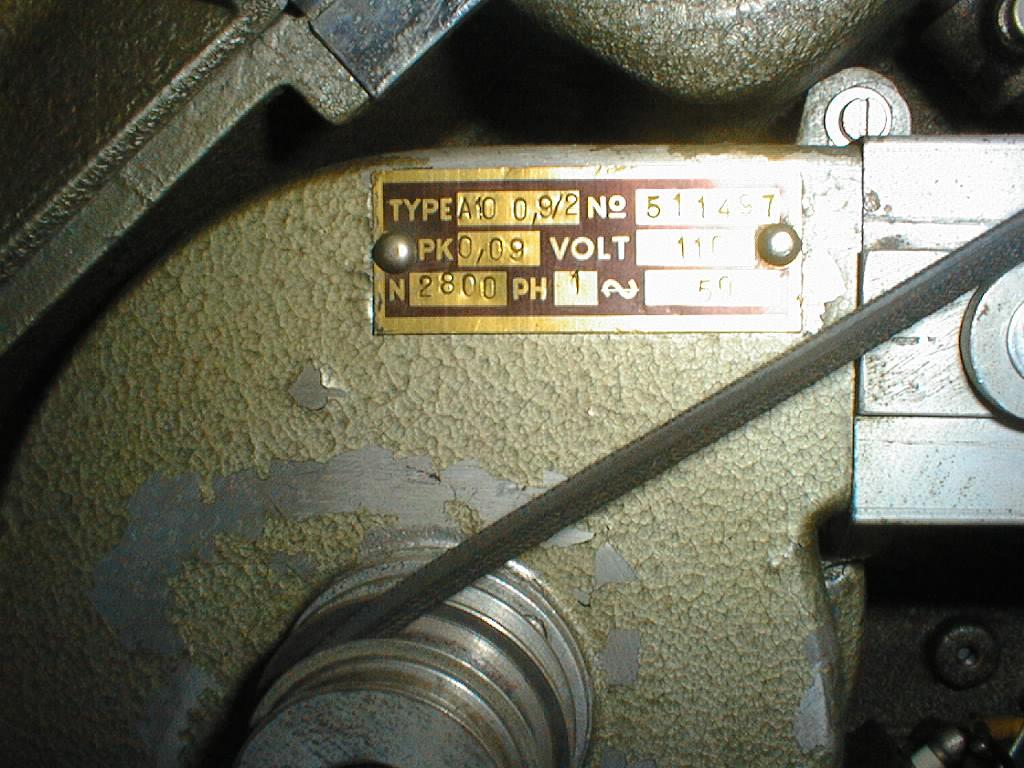 TYPE A10 0,9/2 Nº 511497
PK 0,09 VOLT 110
N 2800 PH 1 ∿ 50